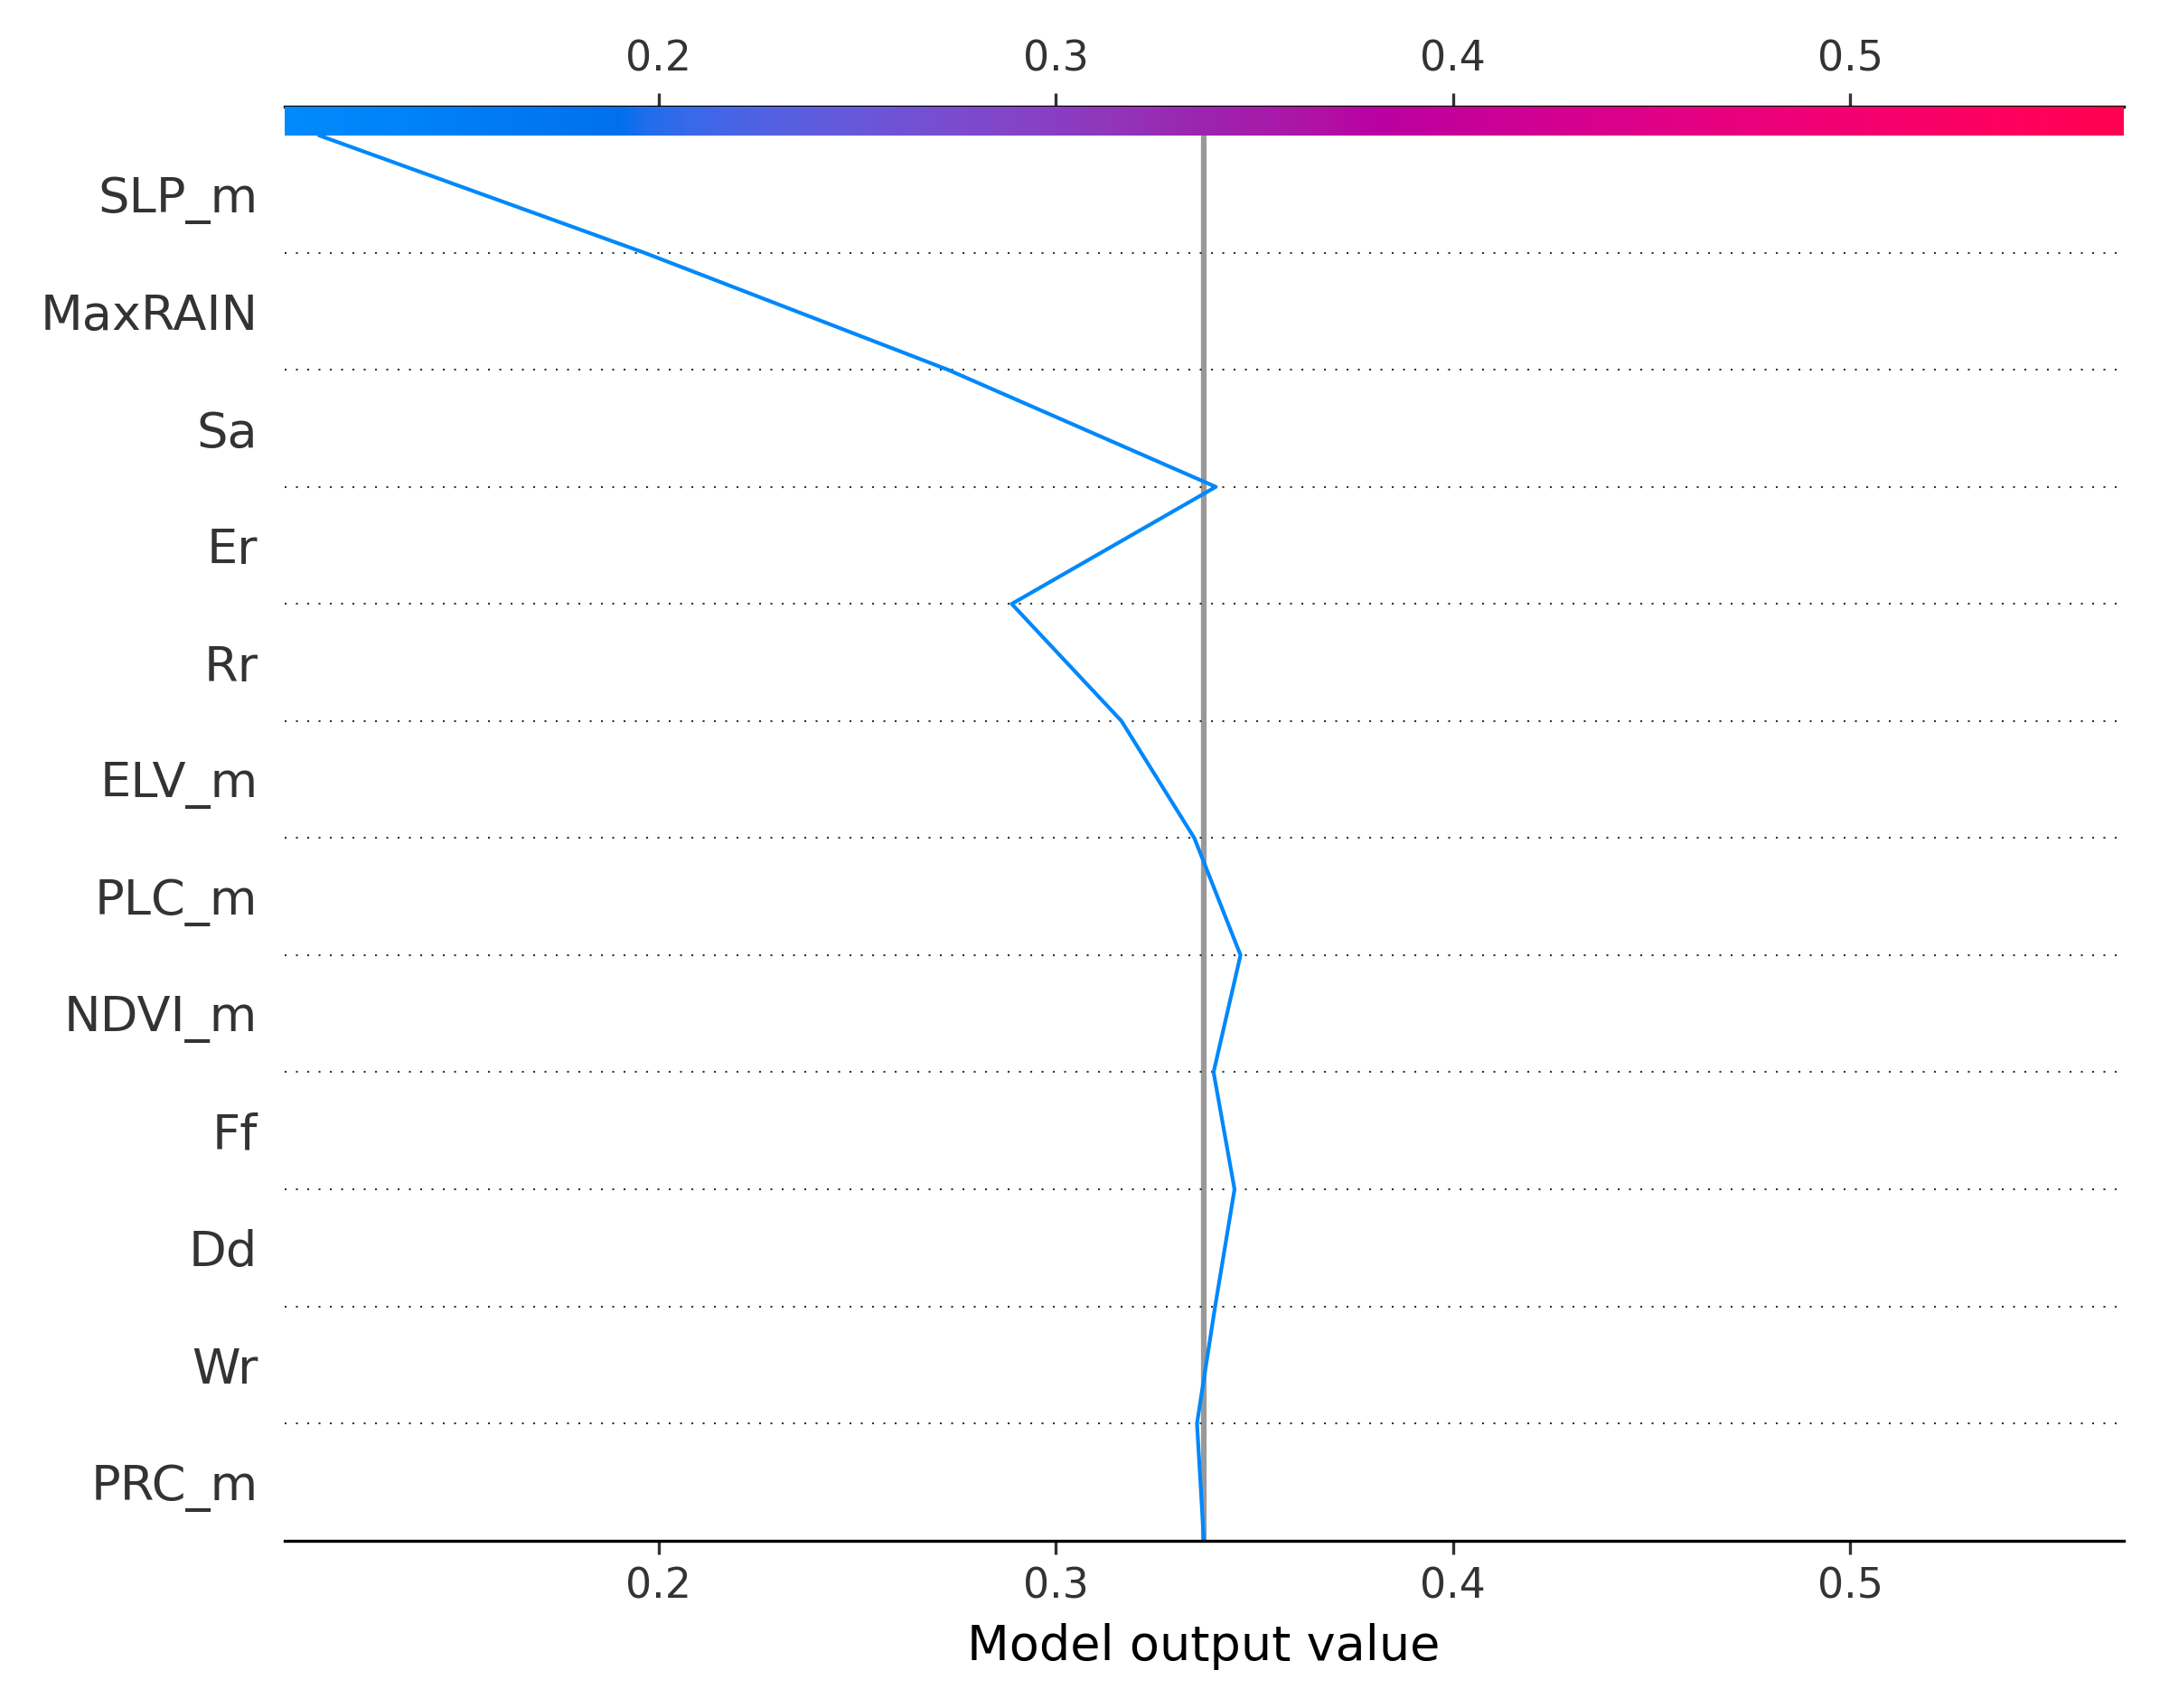 0.2 0.3 0.4 0.5
SLP_m
MaxRAIN
Sa
Er
Rr
ELV_m
PLC_m
NDVI_m
Ff
Dd
Wr
PRC_m
0.2 0.3 0.4 0.5
Model output value